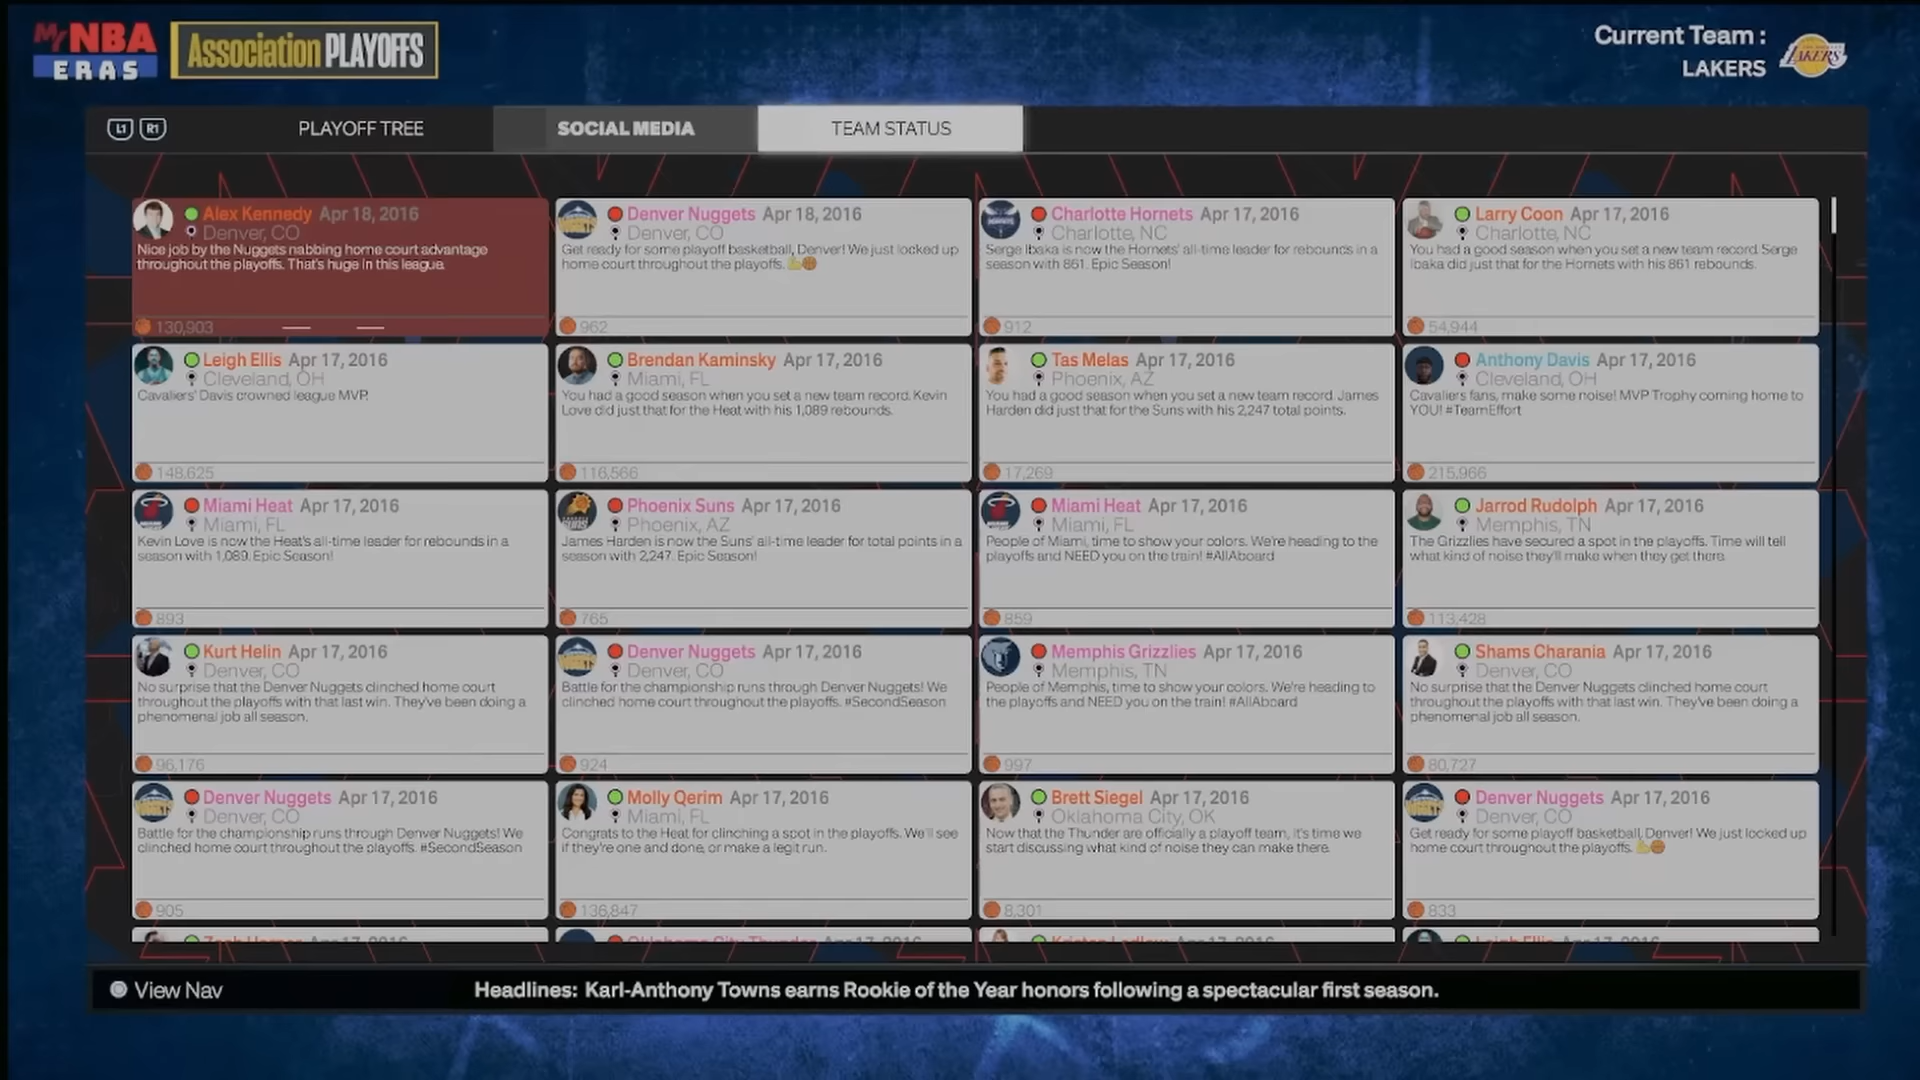 MyNBA
ERAS
Association PLAYOFFS
Current Team :
LAKERS
LAKERS
L1 R1
PLAYOFF TREE
SOCIAL MEDIA
TEAM STATUS
Alex Kennedy Apr 18, 2016
Denver, CO
Nice job by the Nuggets nabbing home court advantage
throughout the playoffs. That's huge in this league.
130,903
Denver Nuggets Apr 18, 2016
Denver, CO
Get ready for some playoff basketball, Denver! We just locked up
home court throughout the playoffs. 💪🏀
962
Charlotte Hornets Apr 17, 2016
Charlotte, NC
Serge Ibaka is now the Hornets' all-time leader for rebounds in a
season with 861. Epic Season!
912
Larry Coon Apr 17, 2016
Charlotte, NC
You had a good season when you set a new team record. Serge
Ibaka did just that for the Hornets with his 861 rebounds.
54,944
Leigh Ellis Apr 17, 2016
Cleveland, OH
Cavaliers' Davis crowned league MVP.
148,625
Brendan Kaminsky Apr 17, 2016
Miami, FL
You had a good season when you set a new team record. Kevin
Love did just that for the Heat with his 1,089 rebounds.
116,566
Tas Melas Apr 17, 2016
Phoenix, AZ
You had a good season when you set a new team record. James
Harden did just that for the Suns with his 2,247 total points.
17,269
Anthony Davis Apr 17, 2016
Cleveland, OH
Cavaliers fans, make some noise! MVP Trophy coming home to
YOU! #TeamEffort
215,966
Miami Heat Apr 17, 2016
Miami, FL
Kevin Love is now the Heat's all-time leader for rebounds in a
season with 1,089. Epic Season!
893
Phoenix Suns Apr 17, 2016
Phoenix, AZ
James Harden is now the Suns' all-time leader for total points in a
season with 2,247. Epic Season!
765
Miami Heat Apr 17, 2016
Miami, FL
People of Miami, time to show your colors. We're heading to the
playoffs and NEED you on the train! #AllAboard
859
Jarrod Rudolph Apr 17, 2016
Memphis, TN
The Grizzlies have secured a spot in the playoffs. Time will tell
what kind of noise they'll make when they get there.
113,428
Kurt Helin Apr 17, 2016
Denver, CO
No surprise that the Denver Nuggets clinched home court
throughout the playoffs with that last win. They've been doing a
phenomenal job all season.
96,176
Denver Nuggets Apr 17, 2016
Denver, CO
Battle for the championship runs through Denver Nuggets! We
clinched home court throughout the playoffs. #SecondSeason
924
Memphis Grizzlies Apr 17, 2016
Memphis, TN
People of Memphis, time to show your colors. We're heading to
the playoffs and NEED you on the train! #AllAboard
997
Shams Charania Apr 17, 2016
Denver, CO
No surprise that the Denver Nuggets clinched home court
throughout the playoffs with that last win. They've been doing a
phenomenal job all season.
80,727
Denver Nuggets Apr 17, 2016
Denver, CO
Battle for the championship runs through Denver Nuggets! We
clinched home court throughout the playoffs. #SecondSeason
905
Molly Qerim Apr 17, 2016
Miami, FL
Congrats to the Heat for clinching a spot in the playoffs. We'll see
if they're one and done, or make a legit run.
136,847
Brett Siegel Apr 17, 2016
Oklahoma City, OK
Now that the Thunder are officially a playoff team, it's time we
start discussing what kind of noise they can make there.
8,301
Denver Nuggets Apr 17, 2016
Denver, CO
Get ready for some playoff basketball, Denver! We just locked up
home court throughout the playoffs. 💪🏀
833
Apr 17, 2016
Oklahoma City Thunder Apr 17, 2016
Apr 17, 2016
Leigh Ellis Apr 17, 2016
View Nav
Headlines: Karl-Anthony Towns earns Rookie of the Year honors following a spectacular first season.